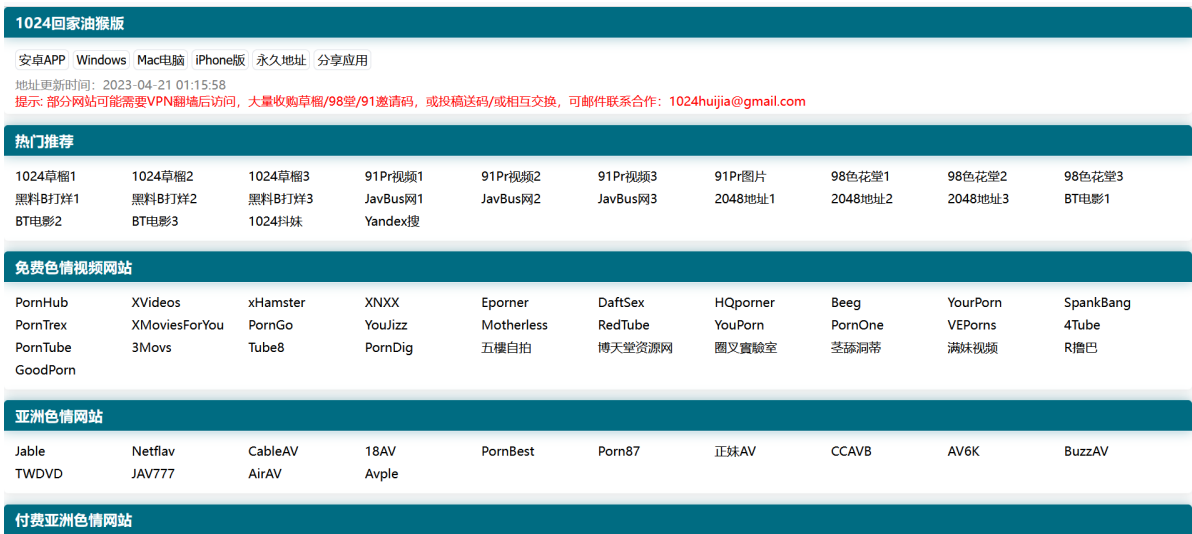 1024回家油猴版
安卓APP Windows Mac电脑 iPhone版 永久地址 分享应用
地址更新时间：2023-04-21 01:15:58
提示: 部分网站可能需要VPN翻墙后访问，大量收购草榴/98堂/91邀请码，或投稿送码/或相互交换，可邮件联系合作：1024huijia@gmail.com
热门推荐
1024草榴1 1024草榴2 1024草榴3 91Pr视频1 91Pr视频2 91Pr视频3 91Pr图片 98色花堂1 98色花堂2 98色花堂3
黑料B打烊1 黑料B打烊2 黑料B打烊3 JavBus网1 JavBus网2 JavBus网3 2048地址1 2048地址2 2048地址3 BT电影1
BT电影2 BT电影3 1024抖妹 Yandex搜
免费色情视频网站
PornHub XVideos xHamster XNXX Eporner DaftSex HQporner Beeg YourPorn SpankBang
PornTrex XMoviesForYou PornGo YouJizz Motherless RedTube YouPorn PornOne VEPorns 4Tube
PornTube 3Movs Tube8 PornDig 五樓自拍 博天堂资源网 圈叉實驗室 茎舔洞蒂 满妹视频 R撸巴
GoodPorn
亚洲色情网站
Jable Netflav CableAV 18AV PornBest Porn87 正妹AV CCAVB AV6K BuzzAV
TWDVD JAV777 AirAV Avple
付费亚洲色情网站